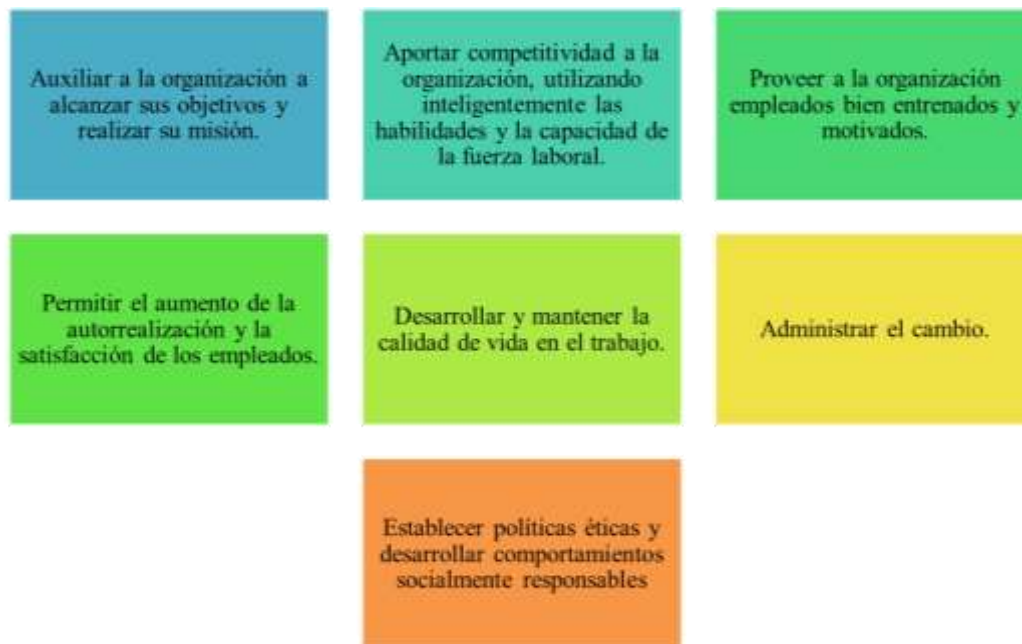 Auxiliar a la organización a
alcanzar sus objetivos y
realizar su misión.
Aportar competitividad a la
organización, utilizando
inteligentemente las
habilidades y la capacidad de
la fuerza laboral.
Proveer a la organización
empleados bien entrenados y
motivados.
Permitir el aumento de la
autorrealización y la
satisfacción de los empleados.
Desarrollar y mantener la
calidad de vida en el trabajo.
Administrar el cambio.
Establecer políticas éticas y
desarrollar comportamientos
socialmente responsables